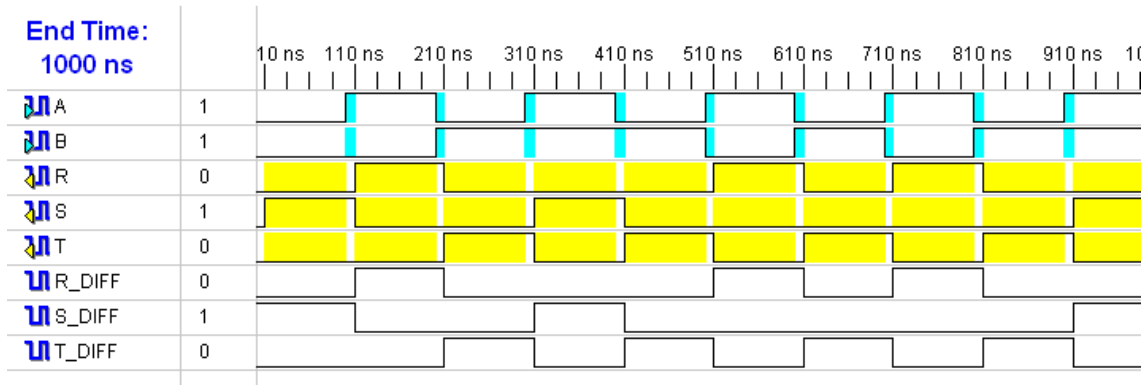 End Time:
1000 ns
10 ns 110 ns 210 ns 310 ns 410 ns 510 ns 610 ns 710 ns 810 ns 910 ns 10
A 1
B 1
R 0
S 1
T 0
R_DIFF 0
S_DIFF 1
T_DIFF 0